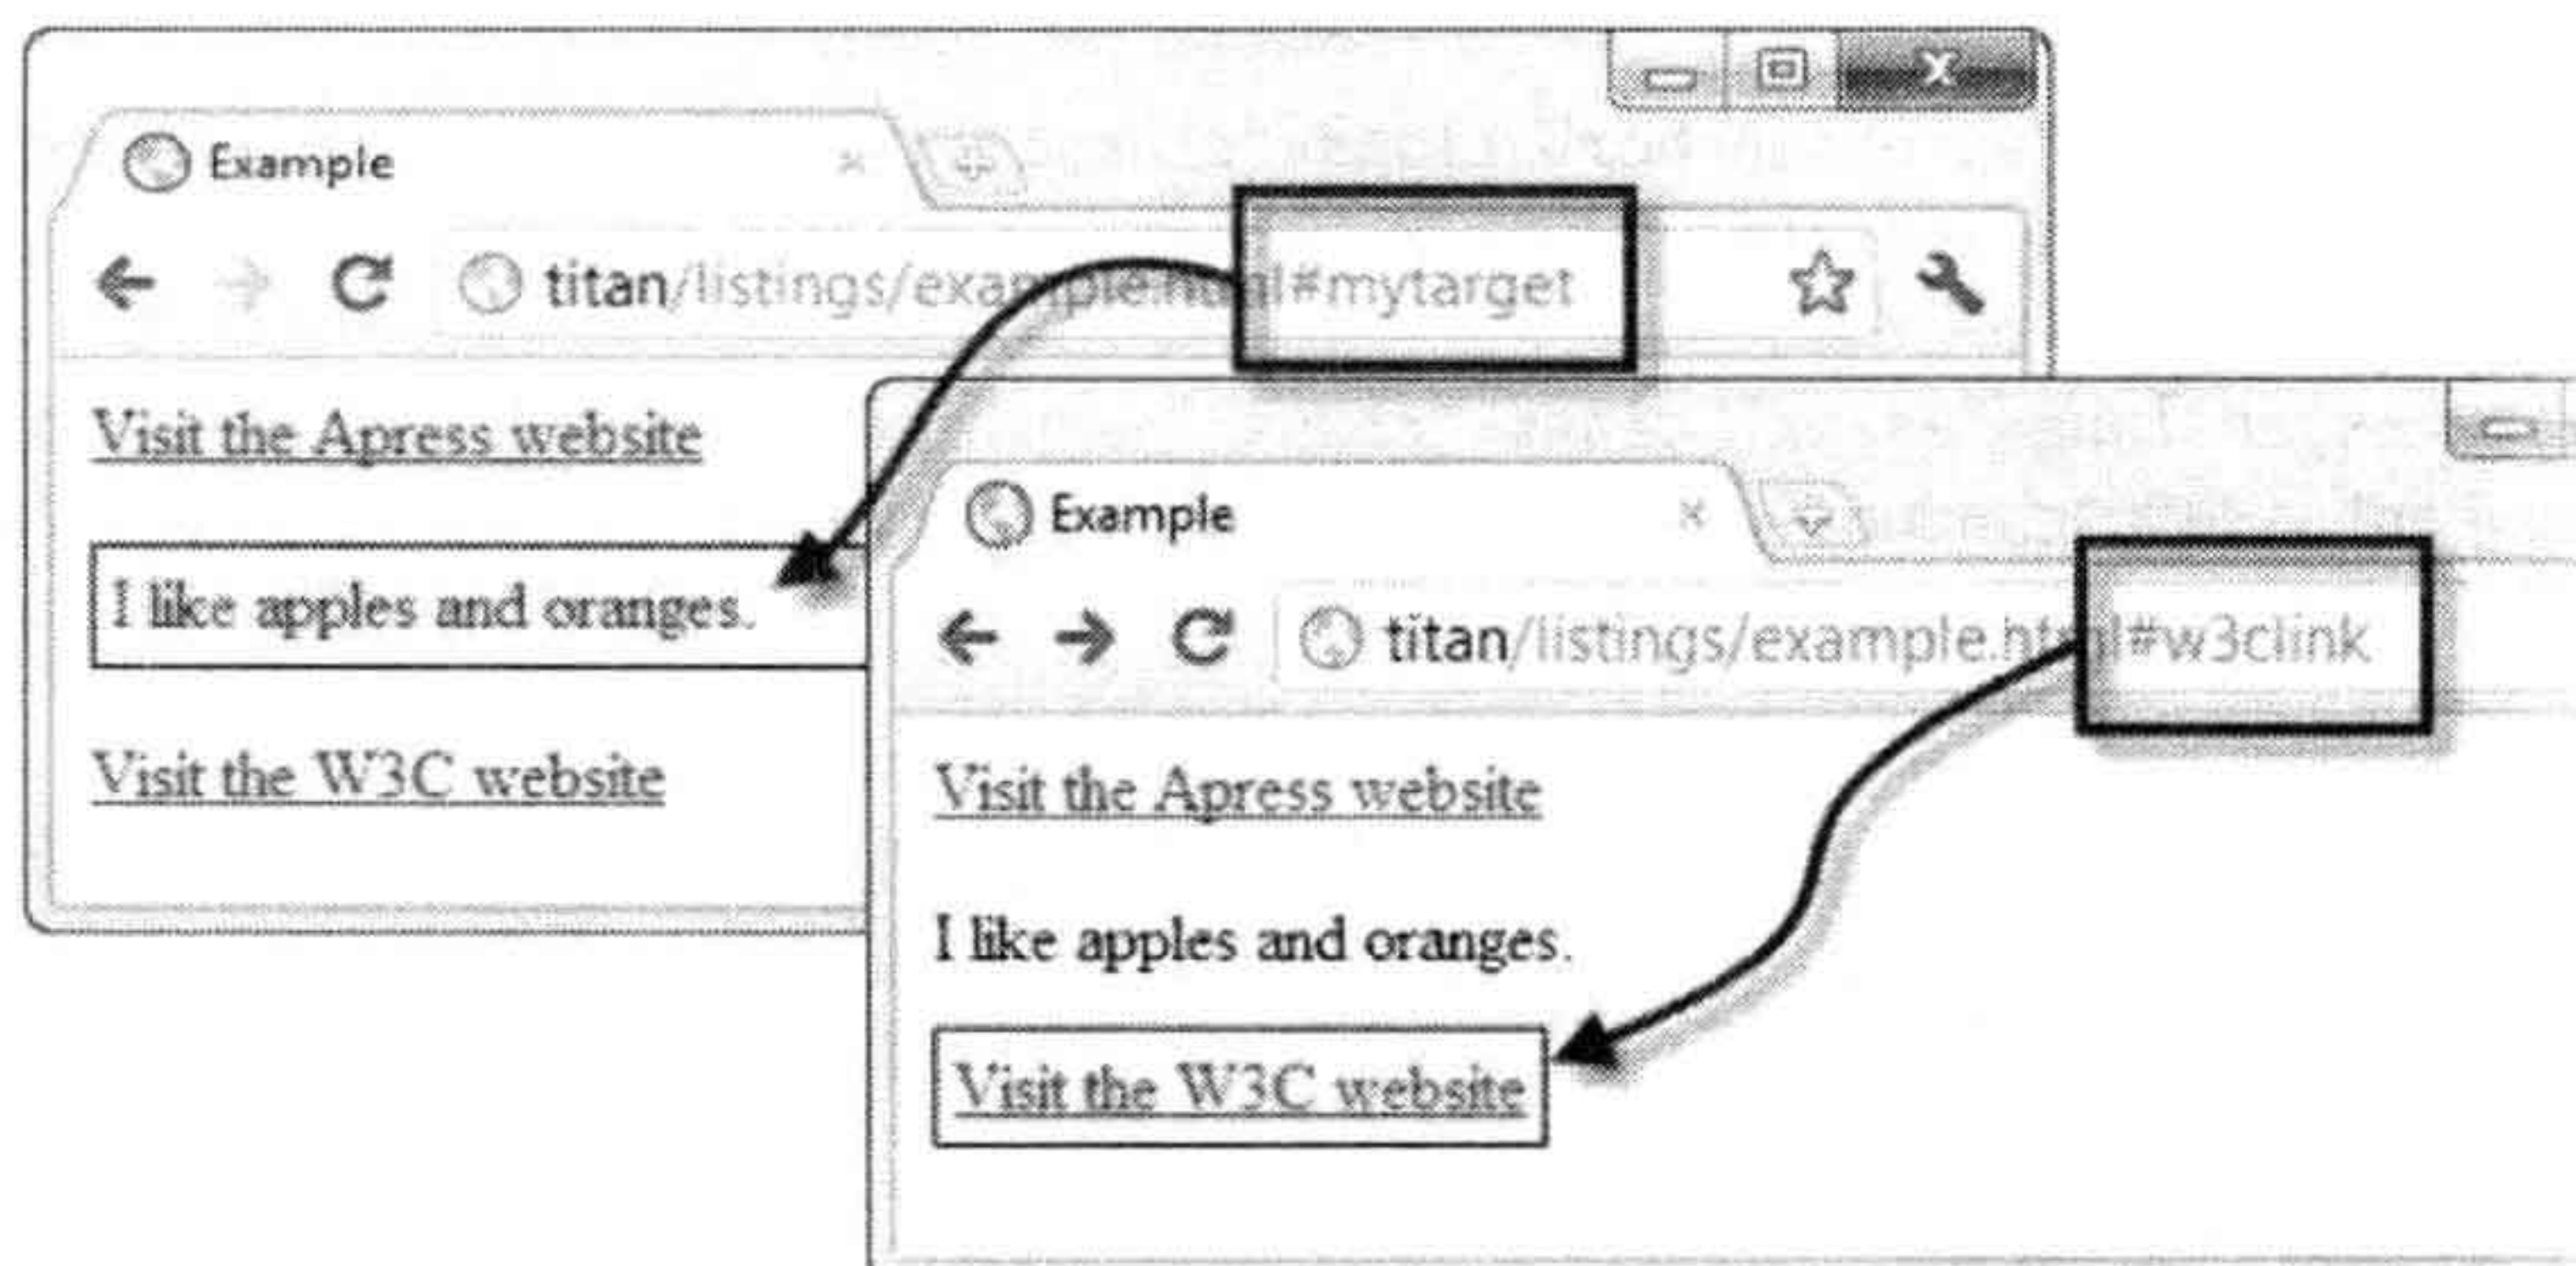 Example
titan/listings/example.html#mytarget
Visit the Apress website
I like apples and oranges.
Visit the W3C website
Example
titan/listings/example.html#w3clink
Visit the Apress website
I like apples and oranges.
Visit the W3C website